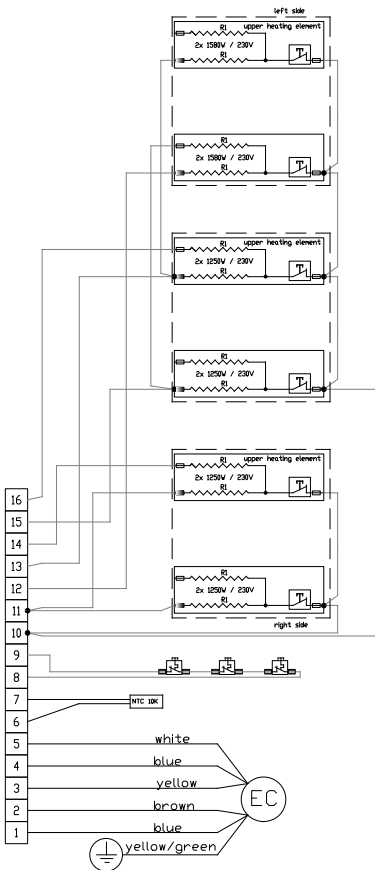 left side
upper heating element
R1
2x 1580W / 230V
R1
T
R1
2x 1580W / 230V
R1
T
upper heating element
R1
2x 1250W / 230V
R1
T
R1
2x 1250W / 230V
R1
T
upper heating element
R1
2x 1250W / 230V
R1
T
R1
2x 1250W / 230V
R1
T
right side
16
15
14
13
12
11
10
9
8
7
NTC 10K
6
5 white
4 blue
3 yellow
EC
2 brown
1 blue
yellow/green